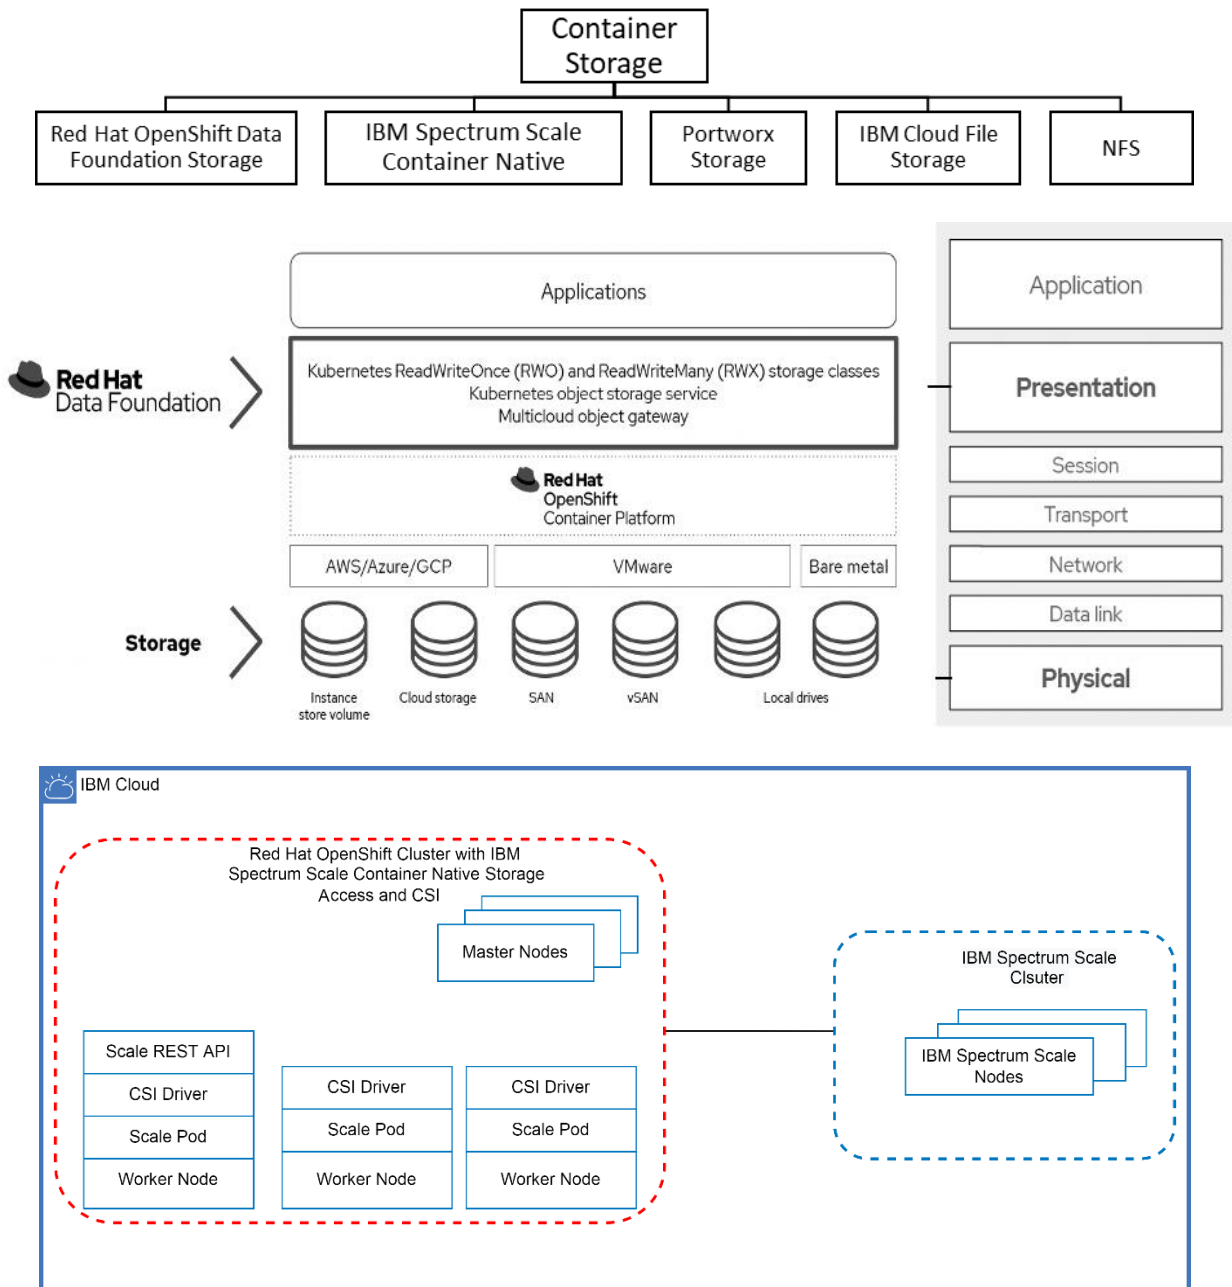 Container
Storage
Red Hat OpenShift Data
Foundation Storage
IBM Spectrum Scale
Container Native
Portworx
Storage
IBM Cloud File
Storage
NFS
Applications
Red Hat
Data Foundation
Kubernetes ReadWriteOnce (RWO) and ReadWriteMany (RWX) storage classes
Kubernetes object storage service
Multicloud object gateway
Red Hat
OpenShift
Container Platform
AWS/Azure/GCP
VMware
Bare metal
Storage
Instance
store volume
Cloud storage
SAN
vSAN
Local drives
Application
Presentation
Session
Transport
Network
Data link
Physical
IBM Cloud
Red Hat OpenShift Cluster with IBM
Spectrum Scale Container Native Storage
Access and CSI
Master Nodes
Scale REST API
CSI Driver
Scale Pod
Worker Node
CSI Driver
Scale Pod
Worker Node
CSI Driver
Scale Pod
Worker Node
IBM Spectrum Scale
Clsuter
IBM Spectrum Scale
Nodes